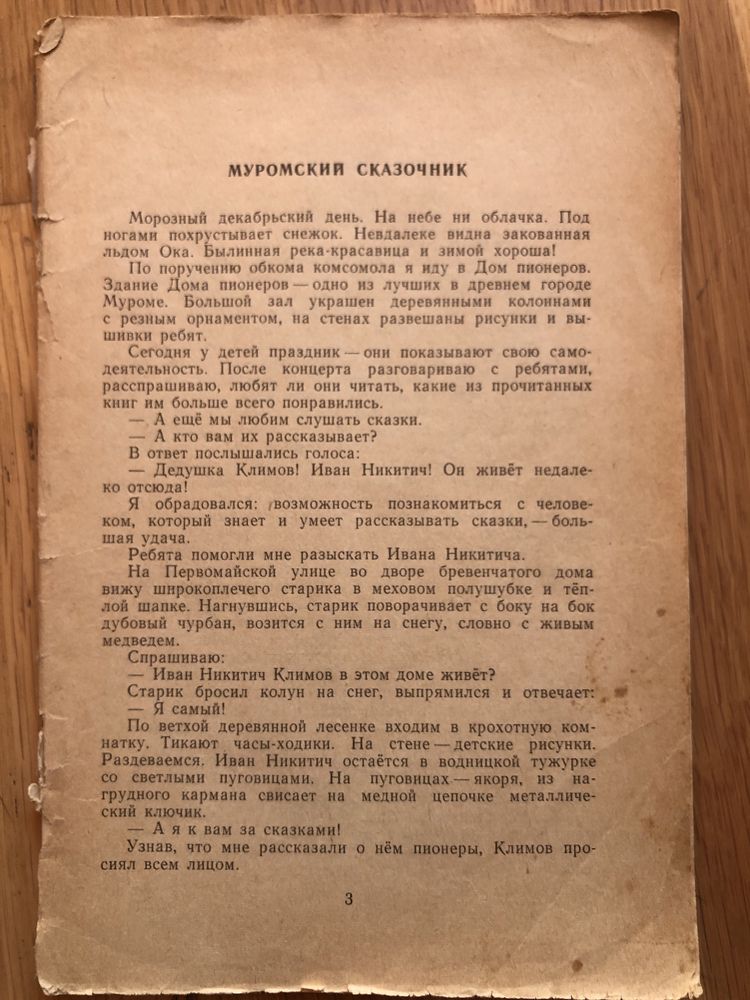 МУРОМСКИЙ СКАЗОЧНИК
Морозный декабрьский день. На небе ни облачка. Под
ногами похрустывает снежок. Невдалеке видна закованная
льдом Ока. Былинная река-красавица и зимой хороша!
По поручению обкома комсомола я иду в Дом пионеров.
Здание Дома пионеров — одно из лучших в древнем городе
Муроме. Большой зал украшен деревянными колоннами
с резным орнаментом, на стенах развешаны рисунки и вы-
шивки ребят.
Сегодня у детей праздник — они показывают свою само-
деятельность. После концерта разговариваю с ребятами,
расспрашиваю, любят ли они читать, какие из прочитанных
книг им больше всего понравились.
— А ещё мы любим слушать сказки.
— А кто вам их рассказывает?
В ответ послышались голоса:
— Дедушка Климов! Иван Никитич! Он живёт недале-
ко отсюда!
Я обрадовался: возможность познакомиться с челове-
ком, который знает и умеет рассказывать сказки, — боль-
шая удача.
Ребята помогли мне разыскать Ивана Никитича.
На Первомайской улице во дворе бревенчатого дома
вижу широкоплечего старика в меховом полушубке и тёп-
лой шапке. Нагнувшись, старик поворачивает с боку на бок
дубовый чурбан, возится с ним на снегу, словно с живым
медведем.
Спрашиваю:
— Иван Никитич Климов в этом доме живёт?
Старик бросил колун на снег, выпрямился и отвечает:
— Я самый!
По ветхой деревянной лесенке входим в крохотную ком-
натку. Тикают часы-ходики. На стене — детские рисунки.
Раздеваемся. Иван Никитич остаётся в водницкой тужурке
со светлыми пуговицами. На пуговицах — якоря, из на-
грудного кармана свисает на медной цепочке металличе-
ский ключик.
— А я к вам за сказками!
Узнав, что мне рассказали о нём пионеры, Климов про-
сиял всем лицом.
3